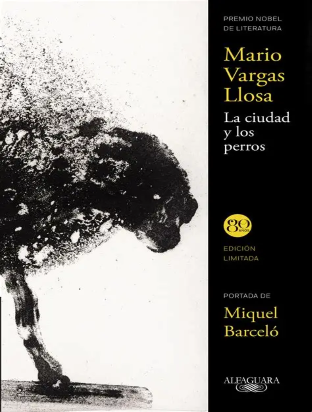 PREMIO NOBEL
DE LITERATURA
Mario
Vargas
Llosa
La ciudad
y los
perros
80
AÑOS
EDICIÓN
LIMITADA
PORTADA DE
Miquel
Barceló
ALFAGUARA